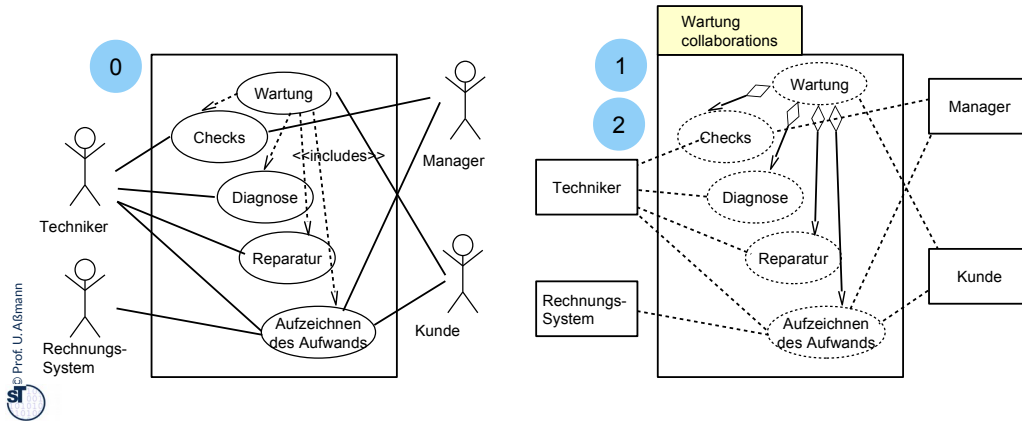 0
Wartung
Checks
<<includes>>
Diagnose
Reparatur
Aufzeichnen
des Aufwands
Techniker
Rechnungs-
System
Manager
Kunde
© Prof. U. Aßmann
ST
Wartung
collaborations
1
2
Wartung
Checks
Diagnose
Reparatur
Aufzeichnen
des Aufwands
Techniker
Rechnungs-
System
Manager
Kunde